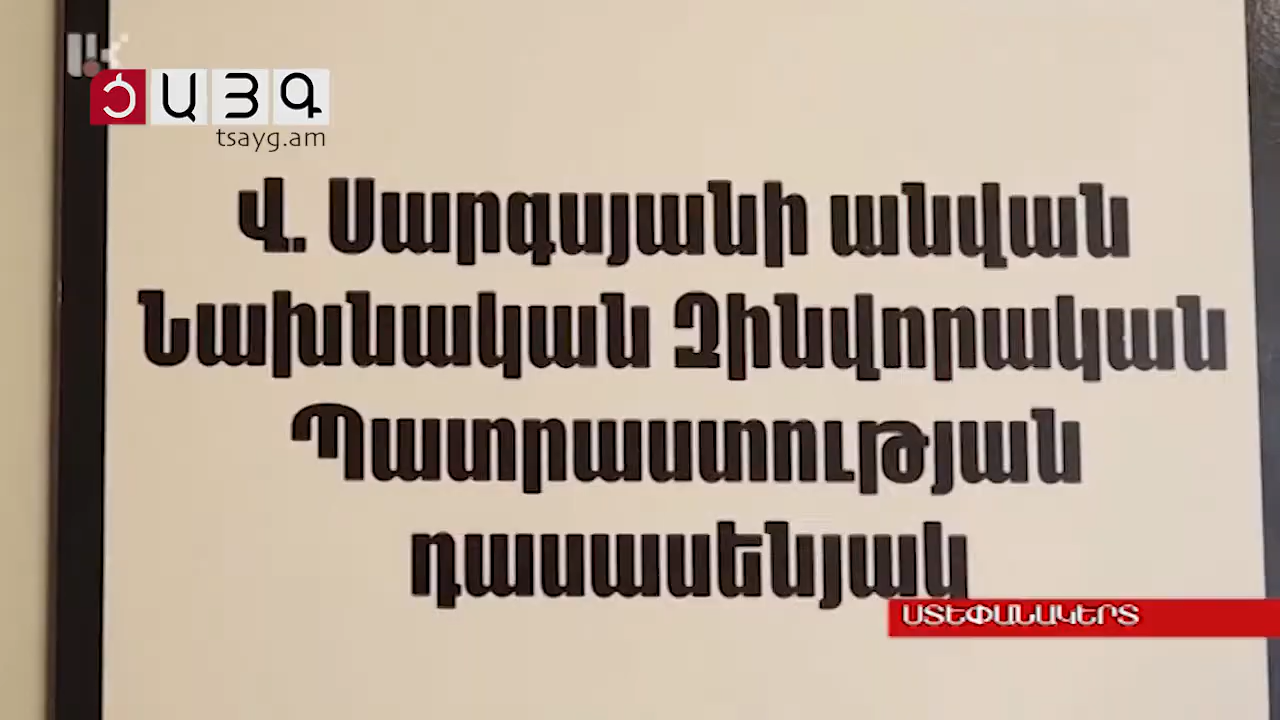 ԾԱՅԳ
tsayg.am
Վ. Սարգսյանի անվան
Նախնական Զինվորական
Պատրաստության
դասասենյակ
ՍՏԵՓԱՆԱԿԵՐՏ